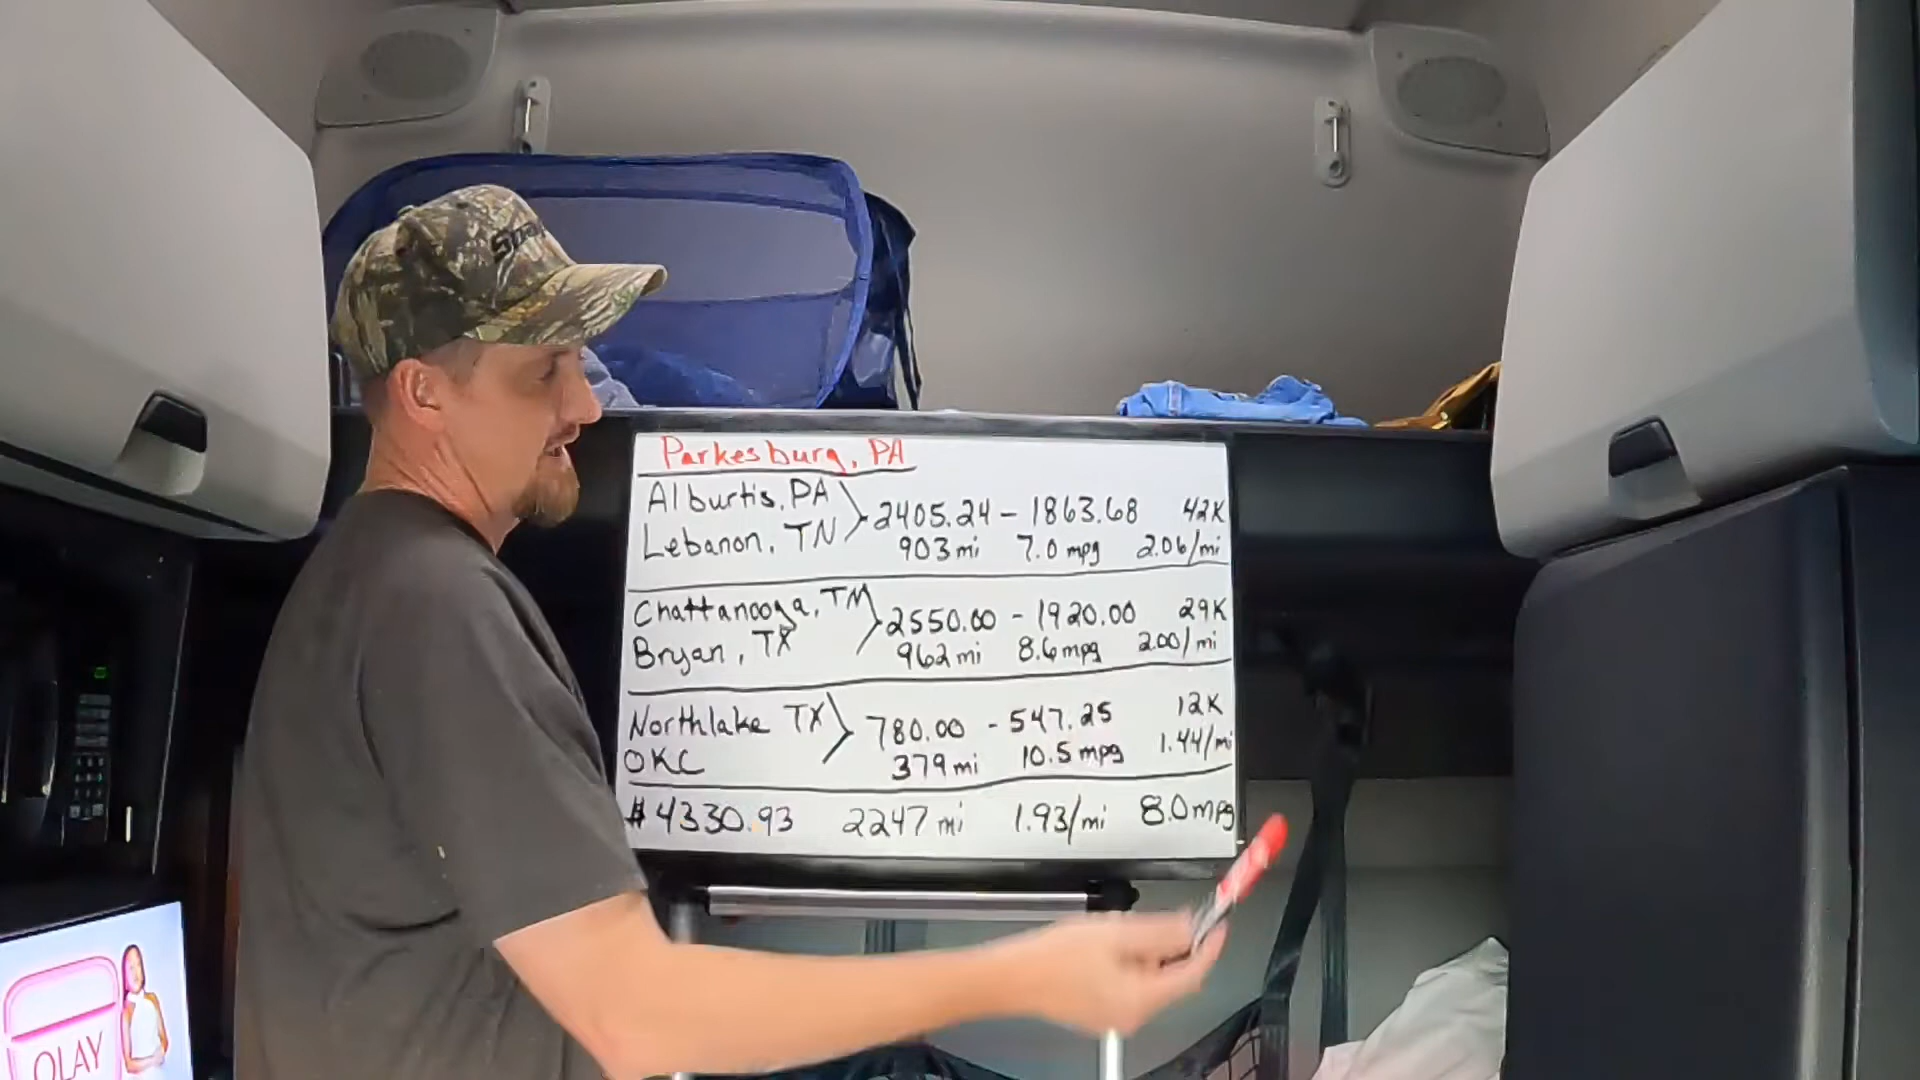 Parkesburg, PA
Alburtis, PA
Lebanon, TN
2405.24 - 1863.68 42K
903 mi 7.0 mpg 2.06/mi
Chattanooga, TN
Bryan, TX
2550.00 - 1920.00 29K
962 mi 8.6 mpg 2.00/mi
Northlake TX
OKC
780.00 - 547.25 12K
379 mi 10.5 mpg 1.44/mi
$4330.93 2247 mi 1.93/mi 8.0 mpg
OLAY